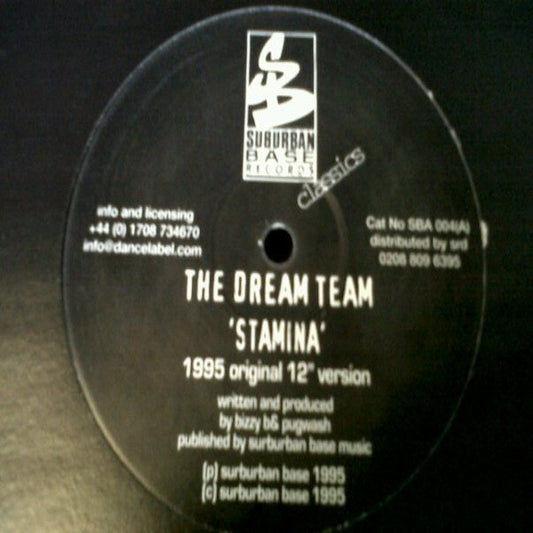 SUBURBAN
BASE
RECORDS
classics
info and licensing
+44 (0) 1708 734670
info@dancelabel.com
Cat No SBA 004(A)
distributed by srd
0208 809 6395
THE DREAM TEAM
'STAMINA'
1995 original 12" version
written and produced
by bizzy b& pugwash
published by surburban base music
(p) surburban base 1995
(c) surburban base 1995